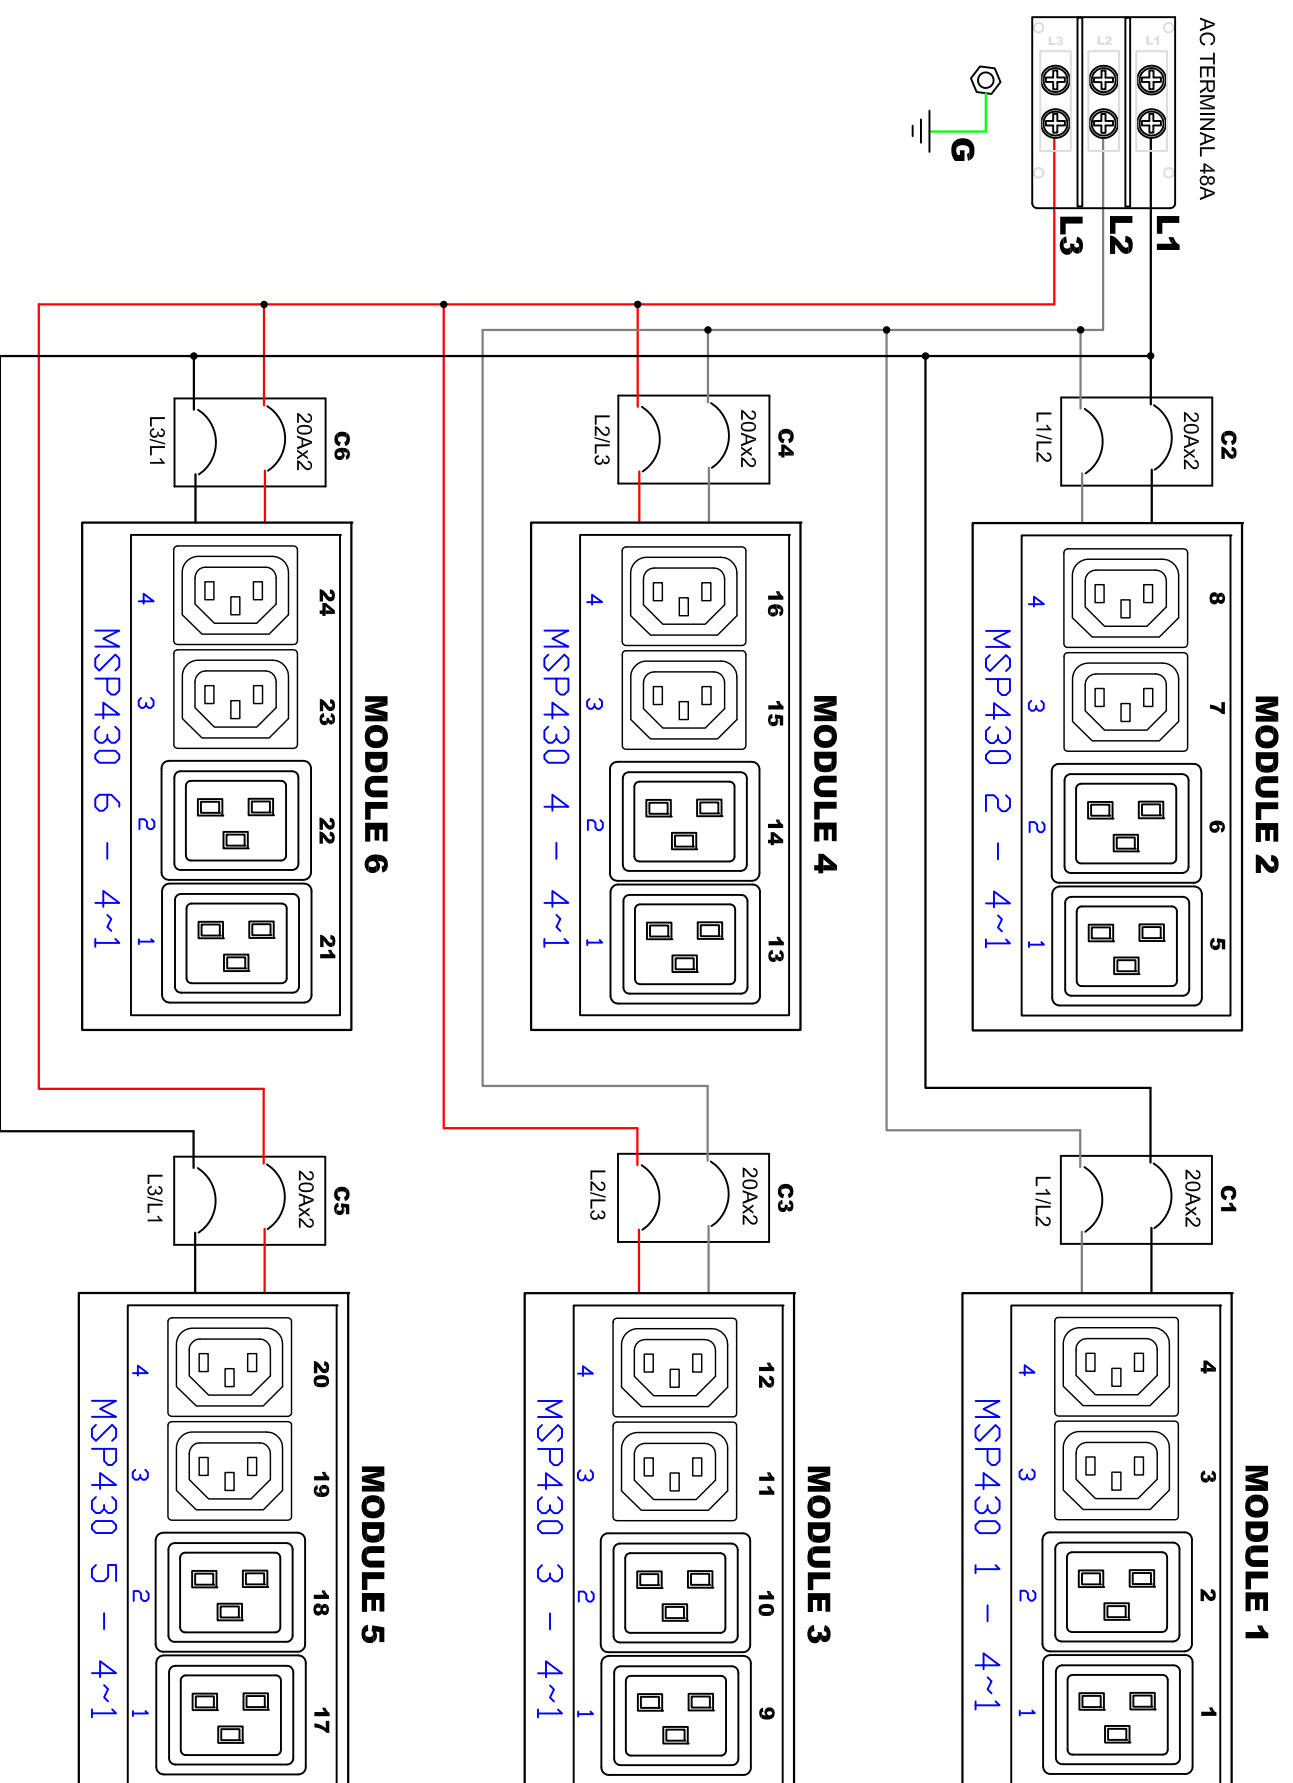 AC TERMINAL 48A
L1
L2
L3
L1
L2
L3
G
C2
20Ax2
L1/L2
MODULE 2
8
7
6
5
4
3
2
1
MSP430 2 - 4~1
C1
20Ax2
L1/L2
MODULE 1
4
3
2
1
4
3
2
1
MSP430 1 - 4~1
C4
20Ax2
L2/L3
MODULE 4
16
15
14
13
4
3
2
1
MSP430 4 - 4~1
C3
20Ax2
L2/L3
MODULE 3
12
11
10
9
4
3
2
1
MSP430 3 - 4~1
C6
20Ax2
L3/L1
MODULE 6
24
23
22
21
4
3
2
1
MSP430 6 - 4~1
C5
20Ax2
L3/L1
MODULE 5
20
19
18
17
4
3
2
1
MSP430 5 - 4~1